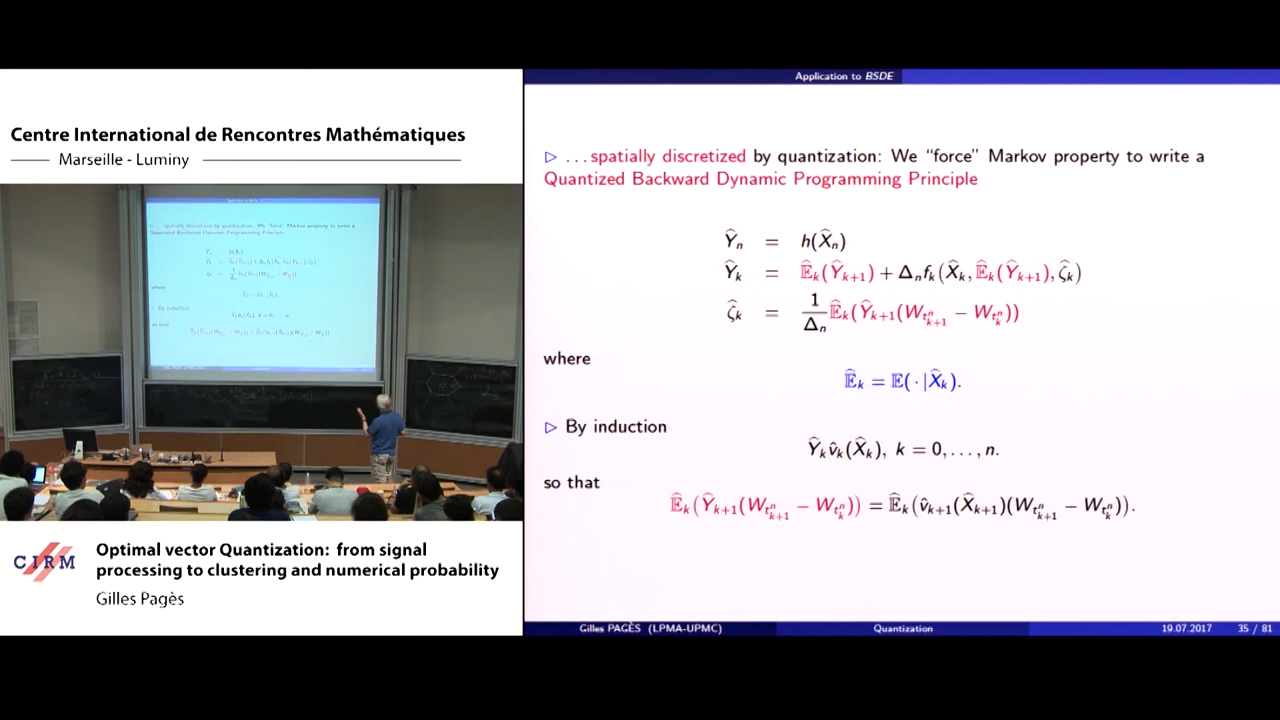 Centre International de Rencontres Mathématiques
Marseille - Luminy
CIRM
Optimal vector Quantization: from signal
processing to clustering and numerical probability
Gilles Pagès
Application to BSDE
▷ ...spatially discretized by quantization: We “force” Markov property to write a
Quantized Backward Dynamic Programming Principle
Ŷ_n = h(X̂_n)
Ŷ_k = 𝔼̂_k(Ŷ_{k+1}) + Δ_n f_k(X̂_k, 𝔼̂_k(Ŷ_{k+1}), ζ̂_k)
ζ̂_k = 1/Δ_n 𝔼̂_k(Ŷ_{k+1}(W_{t^n_{k+1}} − W_{t^n_k}))
where
𝔼̂_k = 𝔼( · |X̂_k).
▷ By induction
Ŷ_k v̂_k(X̂_k), k = 0, . . . , n.
so that
𝔼̂_k(Ŷ_{k+1}(W_{t^n_{k+1}} − W_{t^n_k})) = 𝔼̂_k(v̂_{k+1}(X̂_{k+1})(W_{t^n_{k+1}} − W_{t^n_k})).
Gilles PAGÈS (LPMA-UPMC) Quantization 19.07.2017 35 / 81